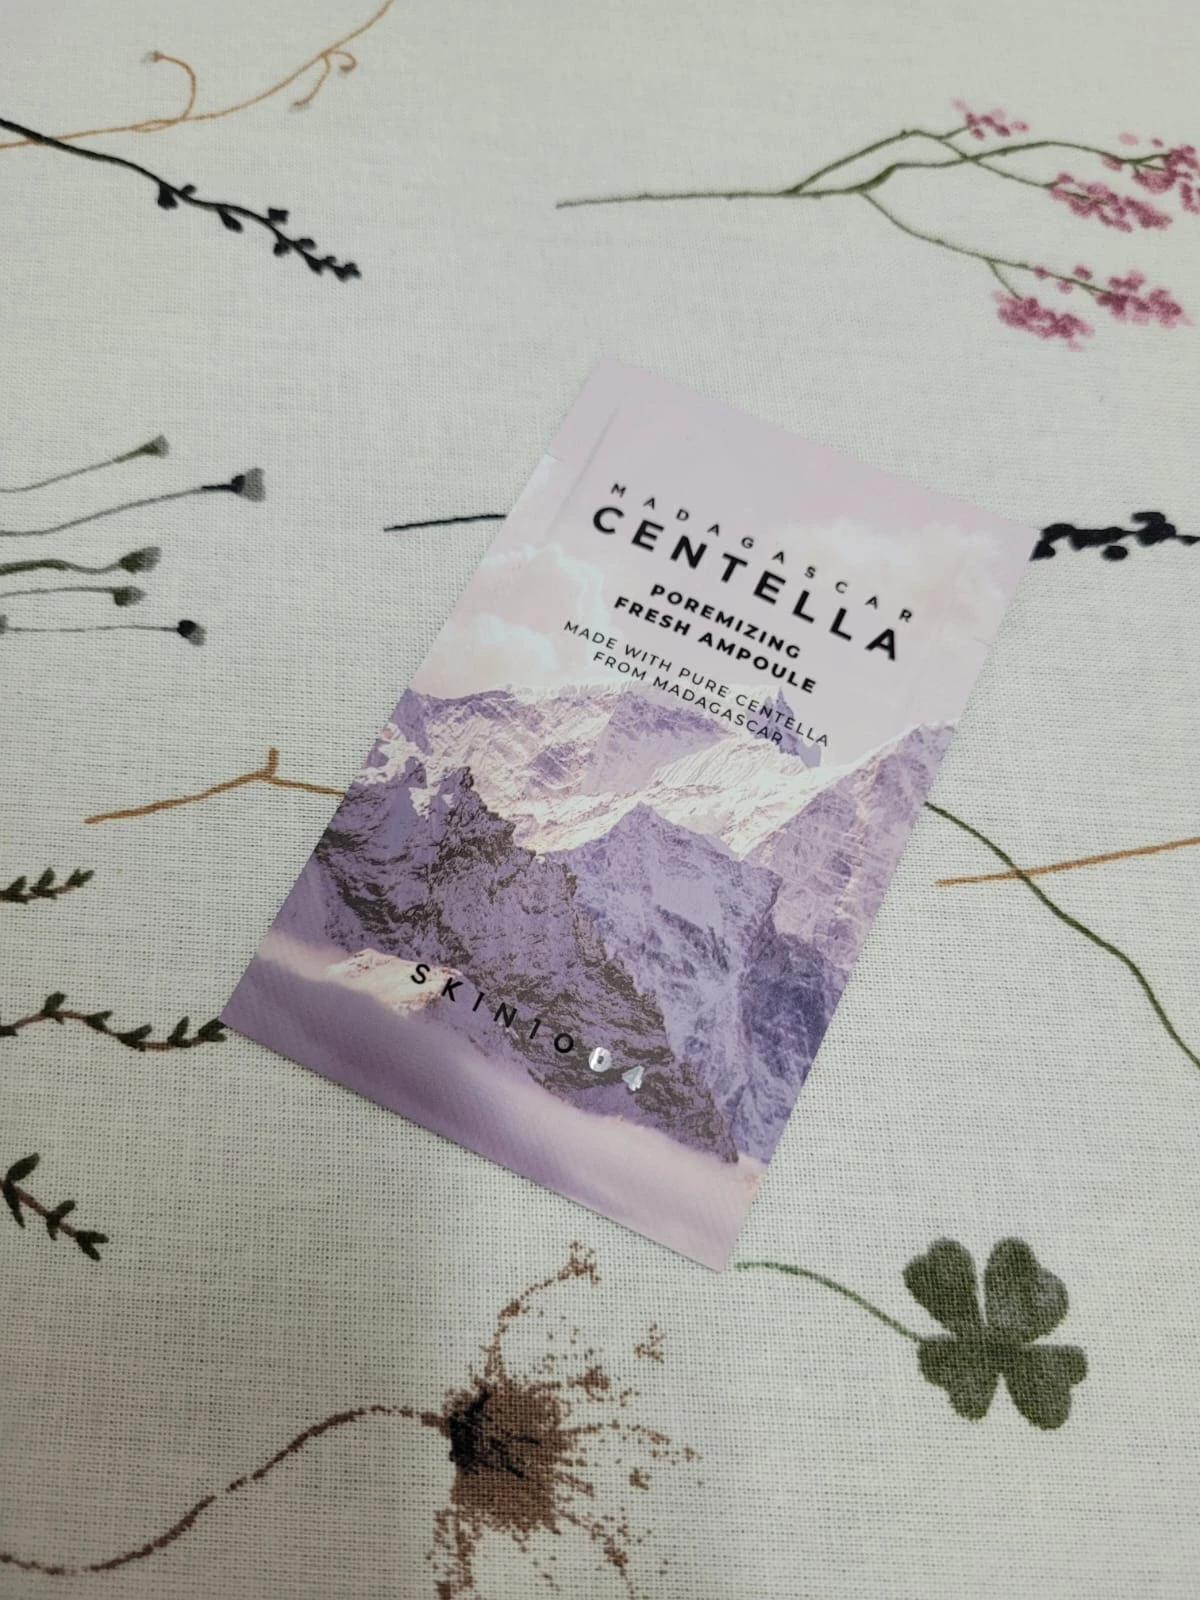 MADAGASCAR
CENTELLA
POREMIZING
FRESH AMPOULE
MADE WITH PURE CENTELLA
FROM MADAGASCAR
SKIN1004